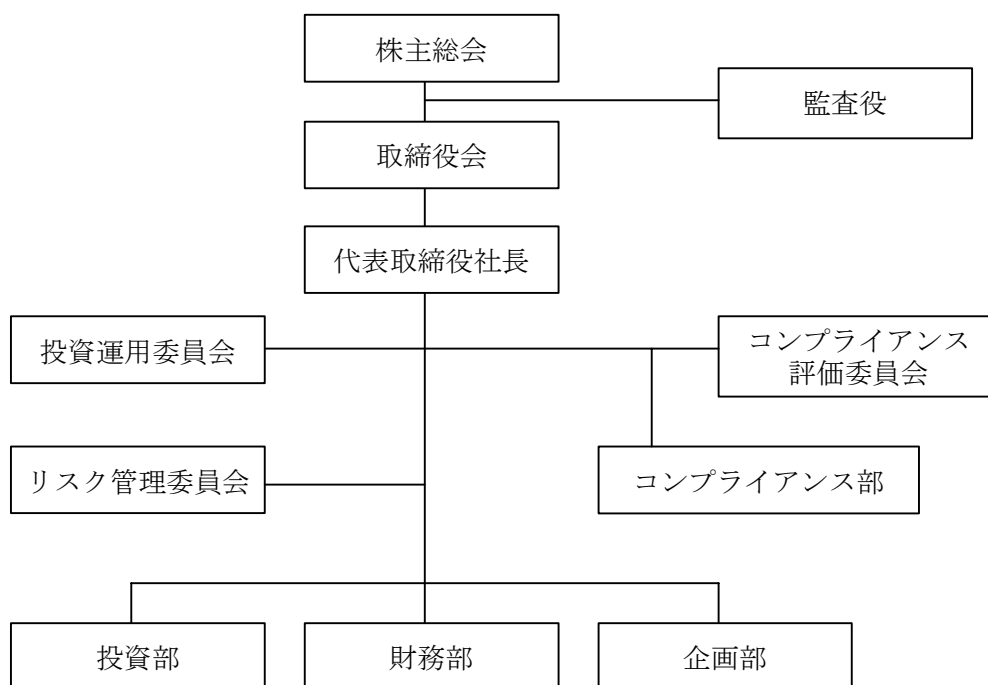 株主総会
監査役
取締役会
代表取締役社長
投資運用委員会
コンプライアンス
評価委員会
リスク管理委員会
コンプライアンス部
投資部
財務部
企画部